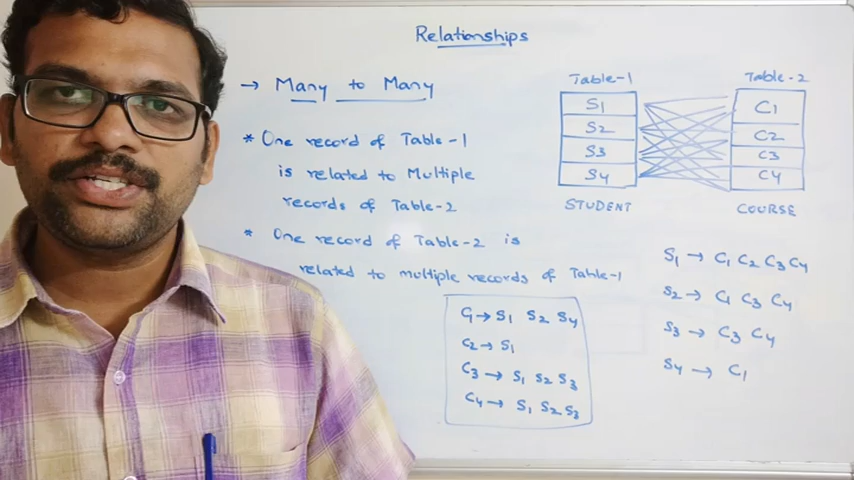 Relationships
→ Many to Many
* One record of Table-1
is related to Multiple
records of Table-2
* One record of Table-2 is
related to multiple records of Table-1
C1 → S1 S2 S4
C2 → S1
C3 → S1 S2 S3
C4 → S1 S2 S3
Table-1
S1
S2
S3
S4
STUDENT
Table-2
C1
C2
C3
C4
COURSE
S1 → C1 C2 C3 C4
S2 → C1 C3 C4
S3 → C3 C4
S4 → C1